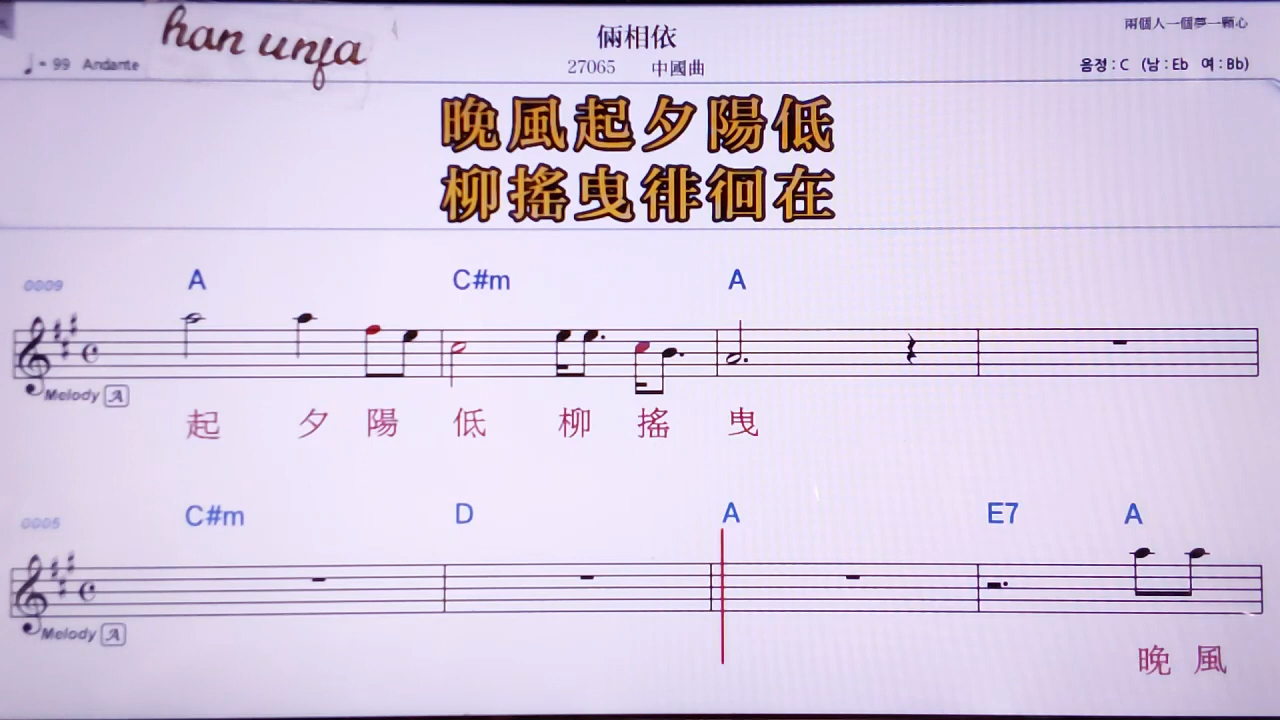 han unja
倆相依
兩個人一個夢一顆心
♩= 99 Andante
27065 中國曲
음정 : C (남 : Eb 여 : Bb)
晚風起夕陽低
柳搖曳徘徊在
0009 A C#m A
Melody A
起 夕 陽 低 柳 搖 曳
0005 C#m D A E7 A
Melody A
晚 風